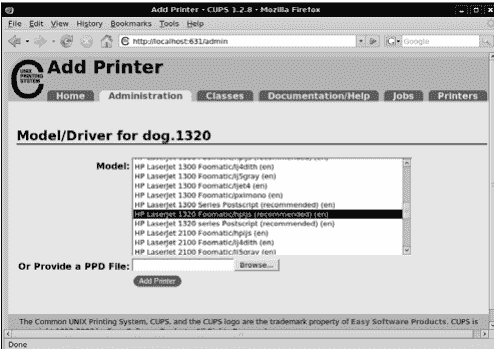 Add Printer - CUPS 1.2.8 - Mozilla Firefox
File Edit View History Bookmarks Tools Help
http://localhost:631/admin
Google
UNIX PRINTING SYSTEM
Add Printer
Home Administration Classes Documentation/Help Jobs Printers
Model/Driver for dog.1320
Model:
HP LaserJet 1300 Foomatic/lj4dith (en)
HP LaserJet 1300 Foomatic/lj5gray (en)
HP LaserJet 1300 Foomatic/ljet4 (en)
HP LaserJet 1300 Foomatic/pxlmono (en)
HP LaserJet 1300 Series Postscript (recommended) (en)
HP LaserJet 1320 Foomatic/hpijs (recommended) (en)
HP LaserJet 1320 series Postscript (recommended) (en)
HP LaserJet 2100 Foomatic/hpijs (en)
HP LaserJet 2100 Foomatic/lj4dith (en)
HP LaserJet 2100 Foomatic/lj5gray (en)
Or Provide a PPD File:
Browse...
Add Printer
The Common UNIX Printing System, CUPS, and the CUPS logo are the trademark property of Easy Software Products. CUPS is
Done